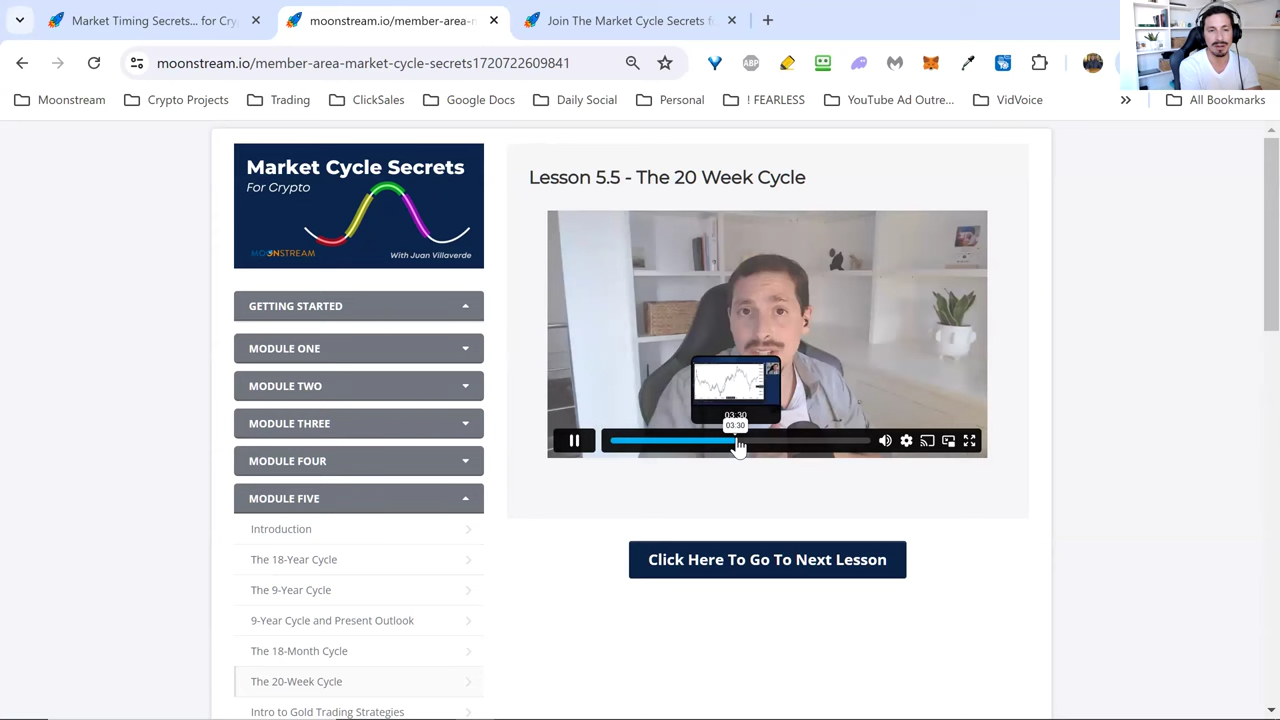 Market Timing Secrets... for Cry
moonstream.io/member-area-m
Join The Market Cycle Secrets f
moonstream.io/member-area-market-cycle-secrets1720722609841
ABP
Moonstream
Crypto Projects
Trading
ClickSales
Google Docs
Daily Social
Personal
! FEARLESS
YouTube Ad Outre...
VidVoice
All Bookmarks
Market Cycle Secrets
For Crypto
MOONSTREAM
With Juan Villaverde
Lesson 5.5 - The 20 Week Cycle
03:30
03:30
GETTING STARTED
MODULE ONE
MODULE TWO
MODULE THREE
MODULE FOUR
MODULE FIVE
Introduction
The 18-Year Cycle
The 9-Year Cycle
9-Year Cycle and Present Outlook
The 18-Month Cycle
The 20-Week Cycle
Intro to Gold Trading Strategies
Click Here To Go To Next Lesson